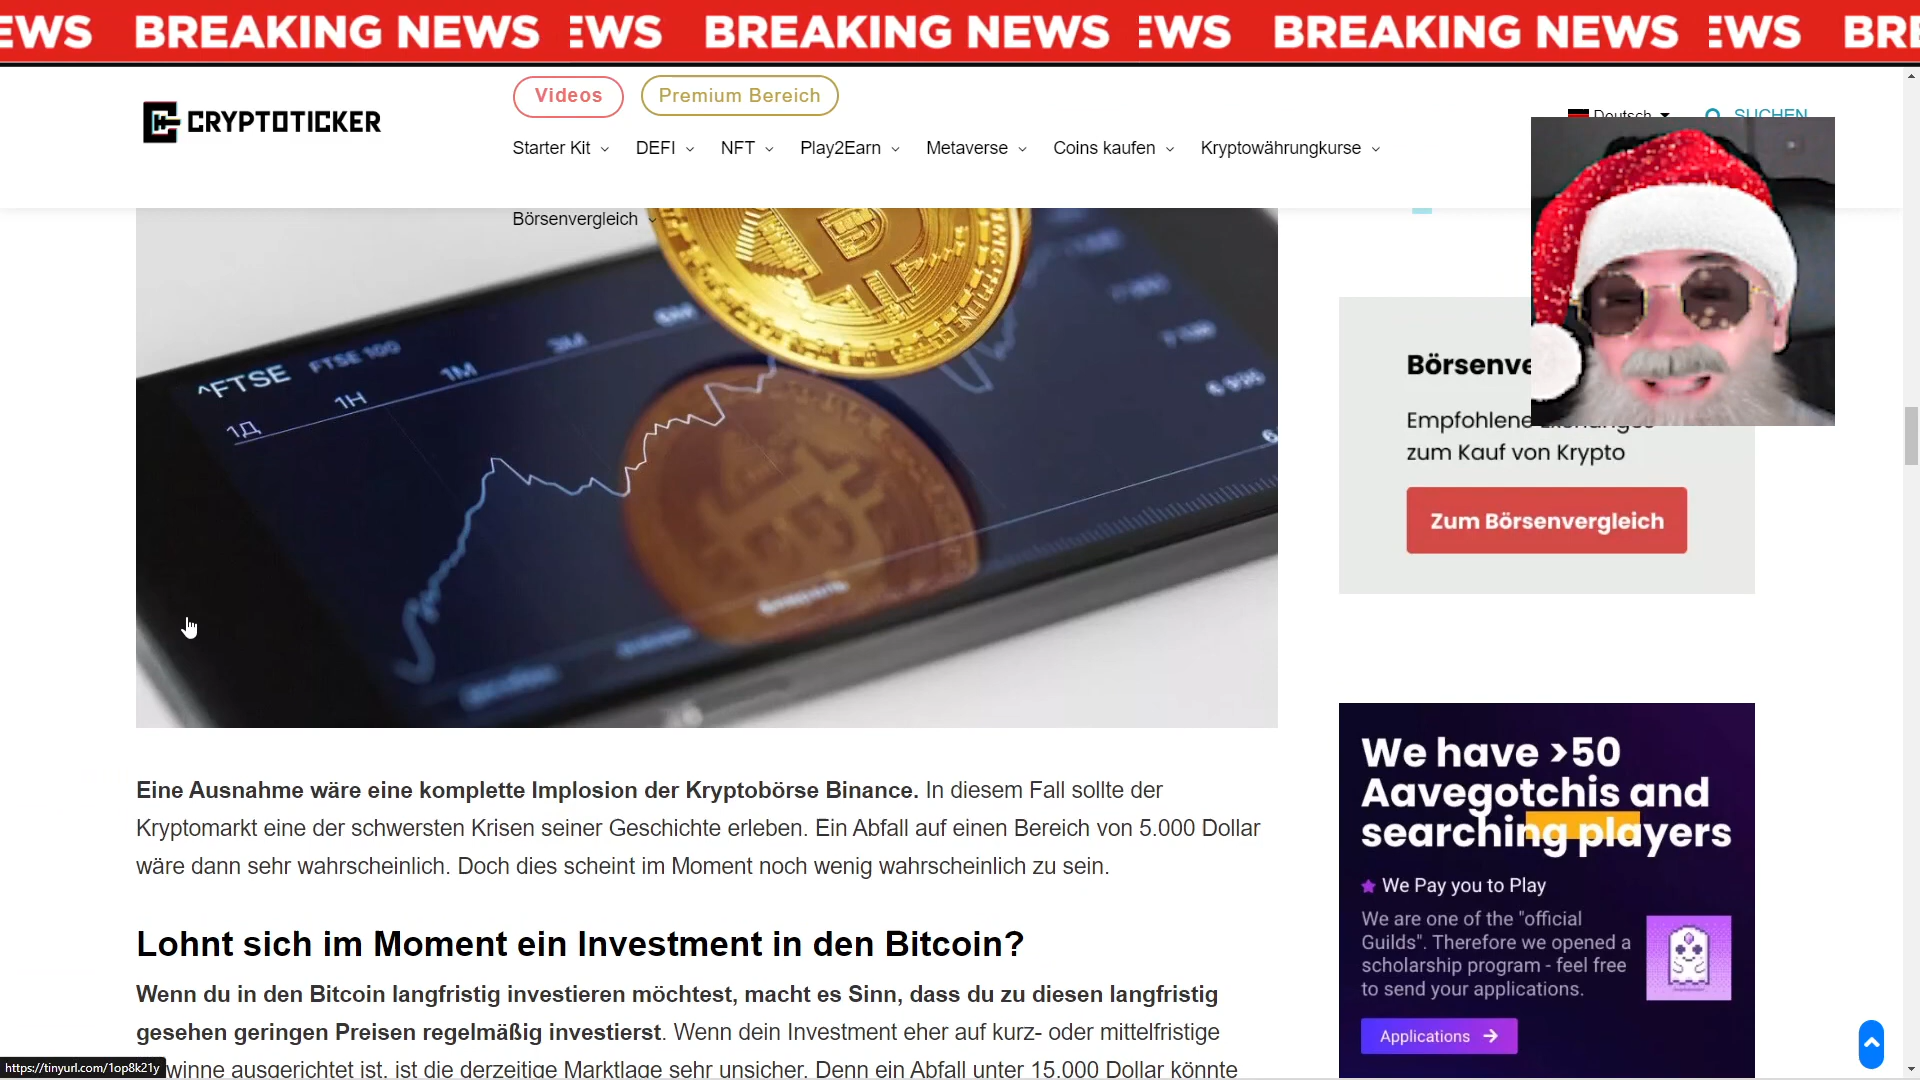 EWS BREAKING NEWS EWS BREAKING NEWS EWS BREAKING NEWS EWS BRE
Videos Premium Bereich
CRYPTOTICKER
Deutsch SUCHEN
Starter Kit DEFI NFT Play2Earn Metaverse Coins kaufen Kryptowährungkurse
Börsenvergleich
^FTSE FTSE 100
1Д 1H 1M 3M
6 995
Börsenve
Empfohlene
zum Kauf von Krypto
Zum Börsenvergleich
Eine Ausnahme wäre eine komplette Implosion der Kryptobörse Binance. In diesem Fall sollte der
Kryptomarkt eine der schwersten Krisen seiner Geschichte erleben. Ein Abfall auf einen Bereich von 5.000 Dollar
wäre dann sehr wahrscheinlich. Doch dies scheint im Moment noch wenig wahrscheinlich zu sein.
Lohnt sich im Moment ein Investment in den Bitcoin?
Wenn du in den Bitcoin langfristig investieren möchtest, macht es Sinn, dass du zu diesen langfristig
gesehen geringen Preisen regelmäßig investierst. Wenn dein Investment eher auf kurz- oder mittelfristige
winne ausgerichtet ist, ist die derzeitige Marktlage sehr unsicher. Denn ein Abfall unter 15.000 Dollar könnte
We have >50
Aavegotchis and
searching players
We Pay you to Play
We are one of the "official
Guilds". Therefore we opened a
scholarship program - feel free
to send your applications.
Applications
https://tinyurl.com/1op8k21y